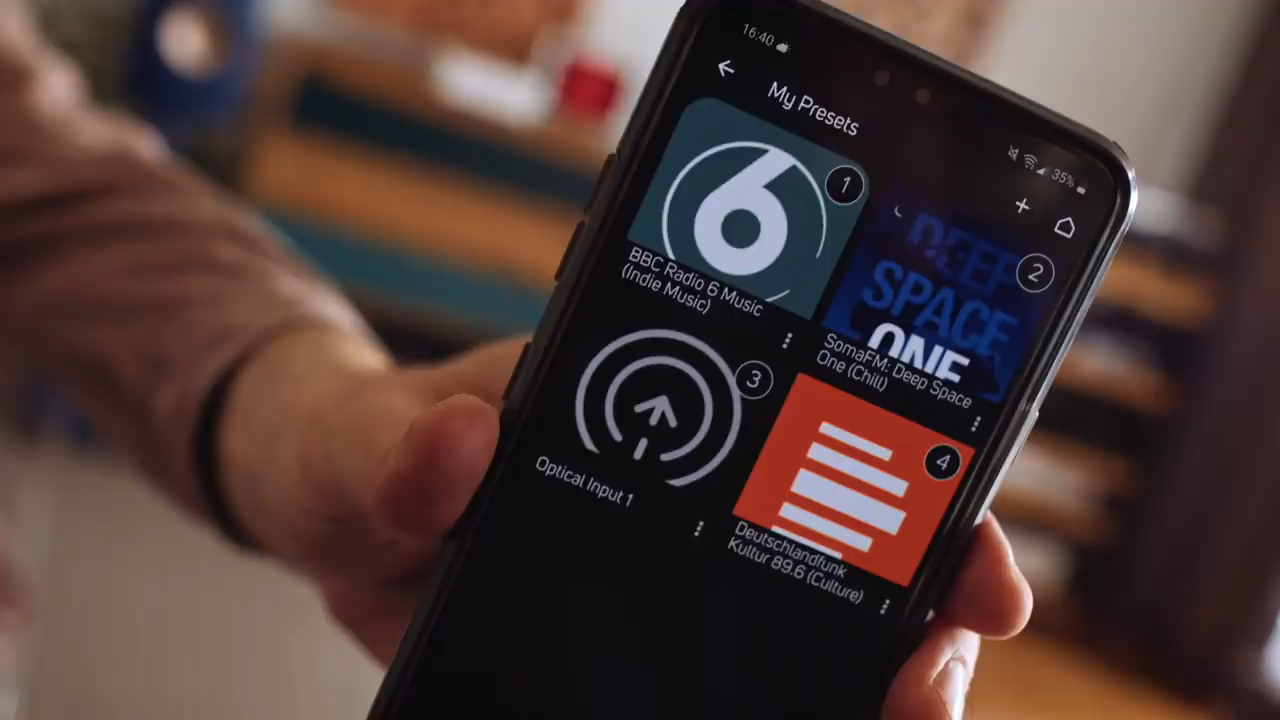 16:40
35%
My Presets
6
1
BBC Radio 6 Music
(Indie Music)
DEEP
SPACE
ONE
2
SomaFM: Deep Space
One (Chill)
3
Optical Input 1
4
Deutschlandfunk
Kultur 89.6 (Culture)